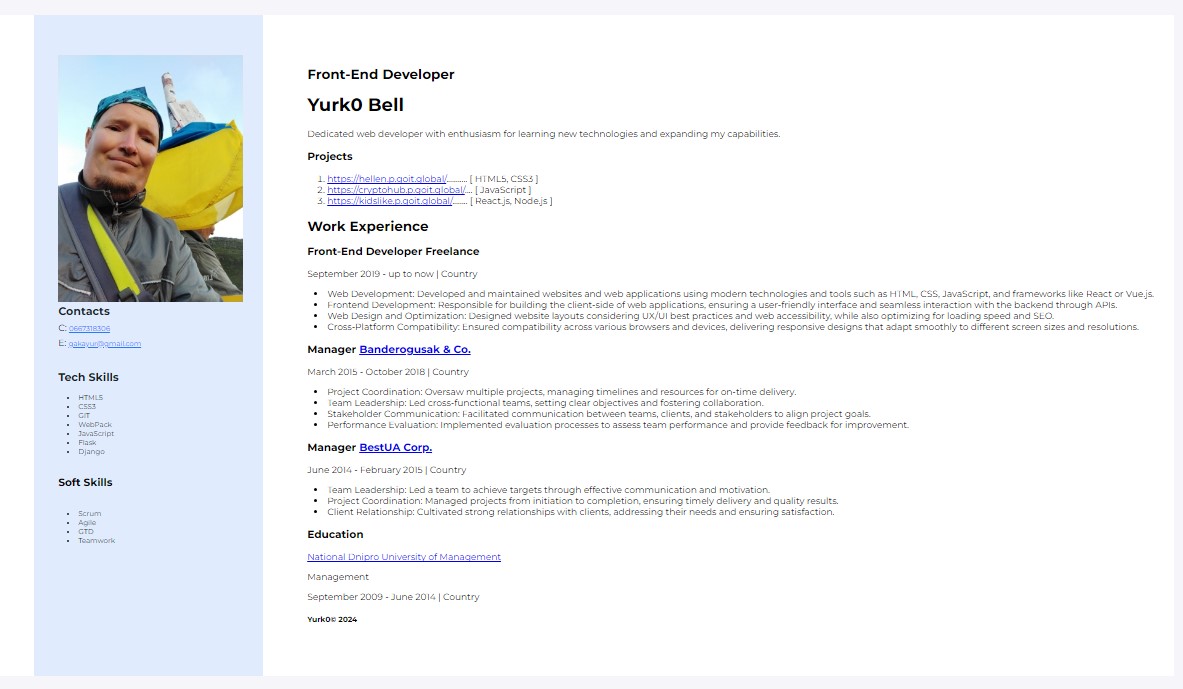 Contacts
C: 0667318306
E: gakayur@gmail.com
Tech Skills
HTML5
CSS3
GIT
WebPack
JavaScript
Flask
Django
Soft Skills
Scrum
Agile
GTD
Teamwork
Front-End Developer
Yurk0 Bell
Dedicated web developer with enthusiasm for learning new technologies and expanding my capabilities.
Projects
1. https://hellen.p.goit.global/.......... [ HTML5, CSS3 ]
2. https://cryptohub.p.goit.global/.... [ JavaScript ]
3. https://kidslike.p.goit.global/....... [ React.js, Node.js ]
Work Experience
Front-End Developer Freelance
September 2019 - up to now | Country
Web Development: Developed and maintained websites and web applications using modern technologies and tools such as HTML, CSS, JavaScript, and frameworks like React or Vue.js.
Frontend Development: Responsible for building the client-side of web applications, ensuring a user-friendly interface and seamless interaction with the backend through APIs.
Web Design and Optimization: Designed website layouts considering UX/UI best practices and web accessibility, while also optimizing for loading speed and SEO.
Cross-Platform Compatibility: Ensured compatibility across various browsers and devices, delivering responsive designs that adapt smoothly to different screen sizes and resolutions.
Manager Banderogusak & Co.
March 2015 - October 2018 | Country
Project Coordination: Oversaw multiple projects, managing timelines and resources for on-time delivery.
Team Leadership: Led cross-functional teams, setting clear objectives and fostering collaboration.
Stakeholder Communication: Facilitated communication between teams, clients, and stakeholders to align project goals.
Performance Evaluation: Implemented evaluation processes to assess team performance and provide feedback for improvement.
Manager BestUA Corp.
June 2014 - February 2015 | Country
Team Leadership: Led a team to achieve targets through effective communication and motivation.
Project Coordination: Managed projects from initiation to completion, ensuring timely delivery and quality results.
Client Relationship: Cultivated strong relationships with clients, addressing their needs and ensuring satisfaction.
Education
National Dnipro University of Management
Management
September 2009 - June 2014 | Country
Yurk0© 2024